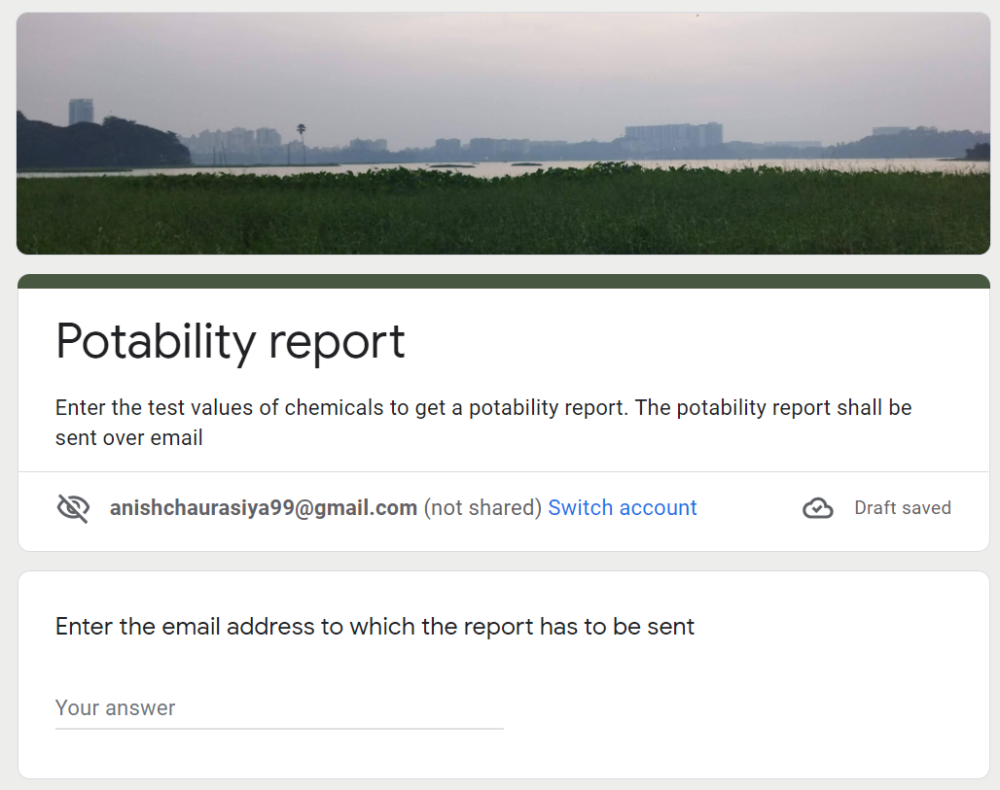 Potability report
Enter the test values of chemicals to get a potability report. The potability report shall be
sent over email
anishchaurasiya99@gmail.com (not shared) Switch account
Draft saved
Enter the email address to which the report has to be sent
Your answer